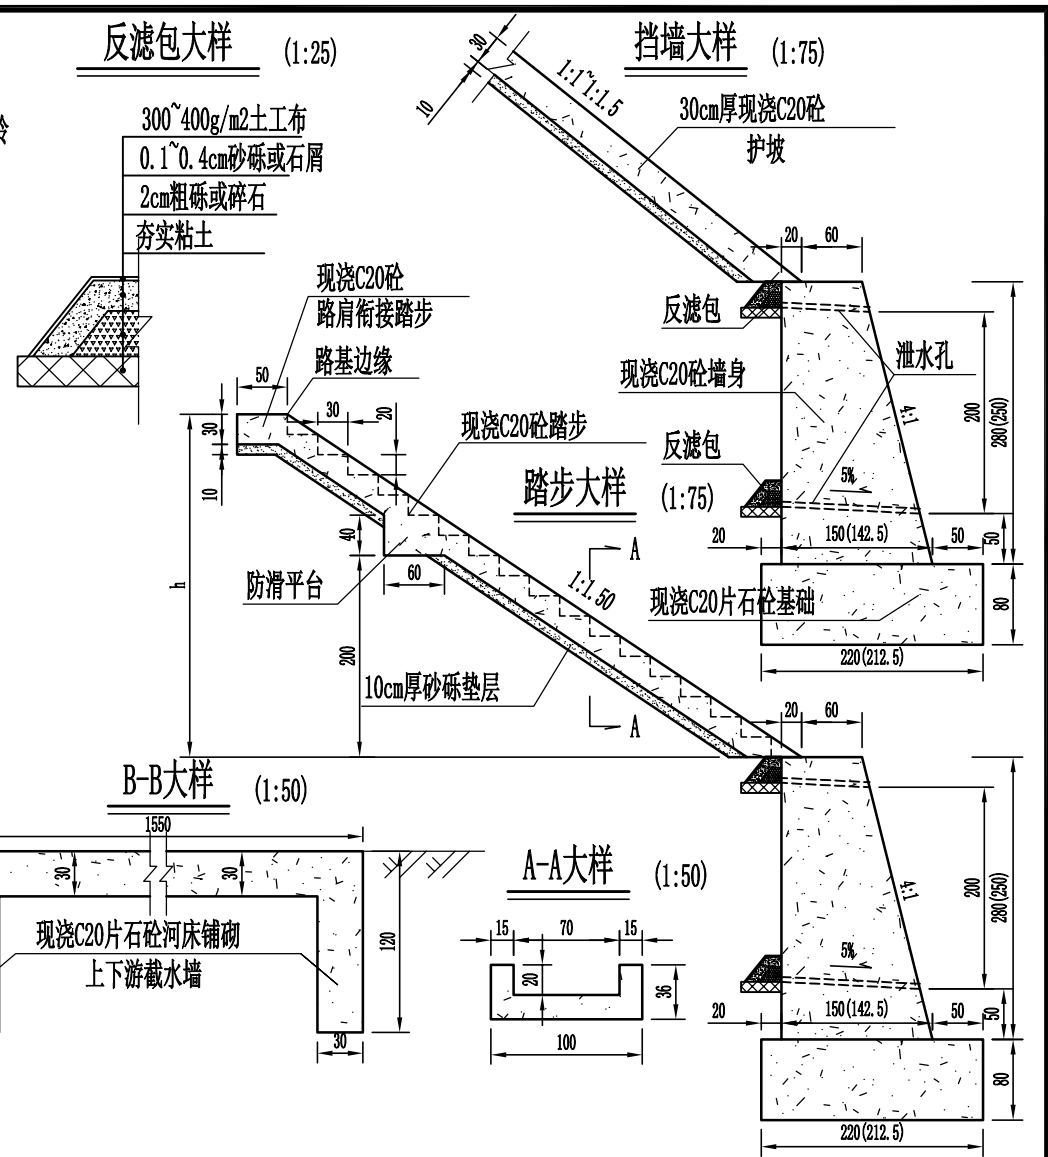 反滤包大样 (1:25)
300~400g/m2土工布
0.1~0.4cm砂砾或石屑
2cm粗砾或碎石
夯实粘土
挡墙大样 (1:75)
30
10
1:1~1:1.5
30cm厚现浇C20砼
护坡
20 60
反滤包
泄水孔
现浇C20砼墙身
4:1
200
280(250)
反滤包
5%
20 150(142.5) 50
50
现浇C20片石砼基础
80
220(212.5)
现浇C20砼
路肩衔接踏步
路基边缘
50
30
20
30
10
现浇C20砼踏步
踏步大样 (1:75)
A
40
60
防滑平台
h
1:1.50
200
10cm厚砂砾垫层
A
20 60
4:1
200
280(250)
5%
20 150(142.5) 50
50
80
220(212.5)
B-B大样 (1:50)
1550
30
30
120
现浇C20片石砼河床铺砌
上下游截水墙
30
A-A大样 (1:50)
15 70 15
20
36
100